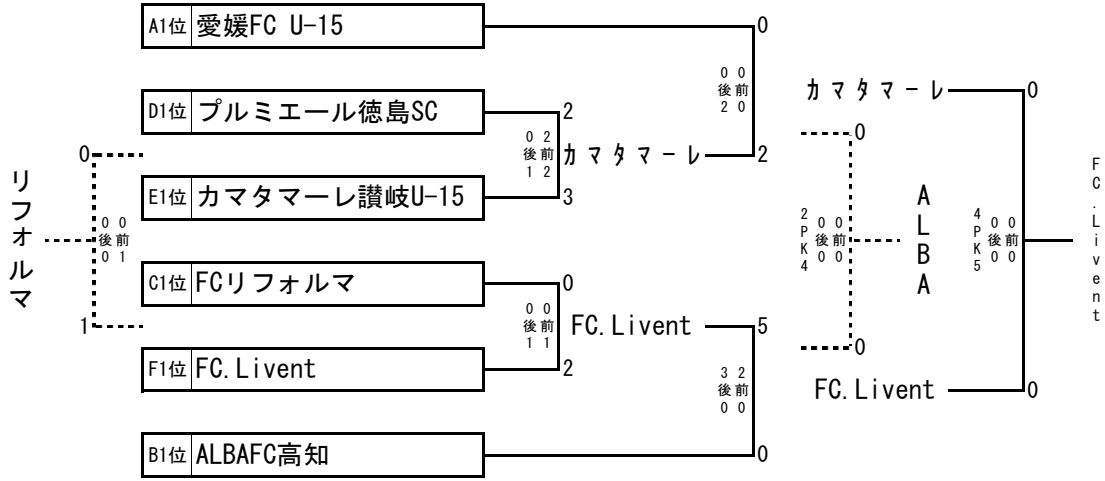 A1位 愛媛FC U-15
D1位 プルミエール徳島SC
E1位 カマタマーレ讃岐U-15
C1位 FCリフォルマ
F1位 FC.Livent
B1位 ALBAFC高知
リフォルマ
0
0前1
0後0
1
2
2前2
0後1
3
カマタマーレ
0
0前1
0後1
2
FC.Livent
0
0前0
0後2
2
5
2前0
3後0
0
カマタマーレ
0
0
0前0
0後0
2PK4
0
ALBA
FC.Livent
0
0前0
0後0
4PK5
FC.Livent